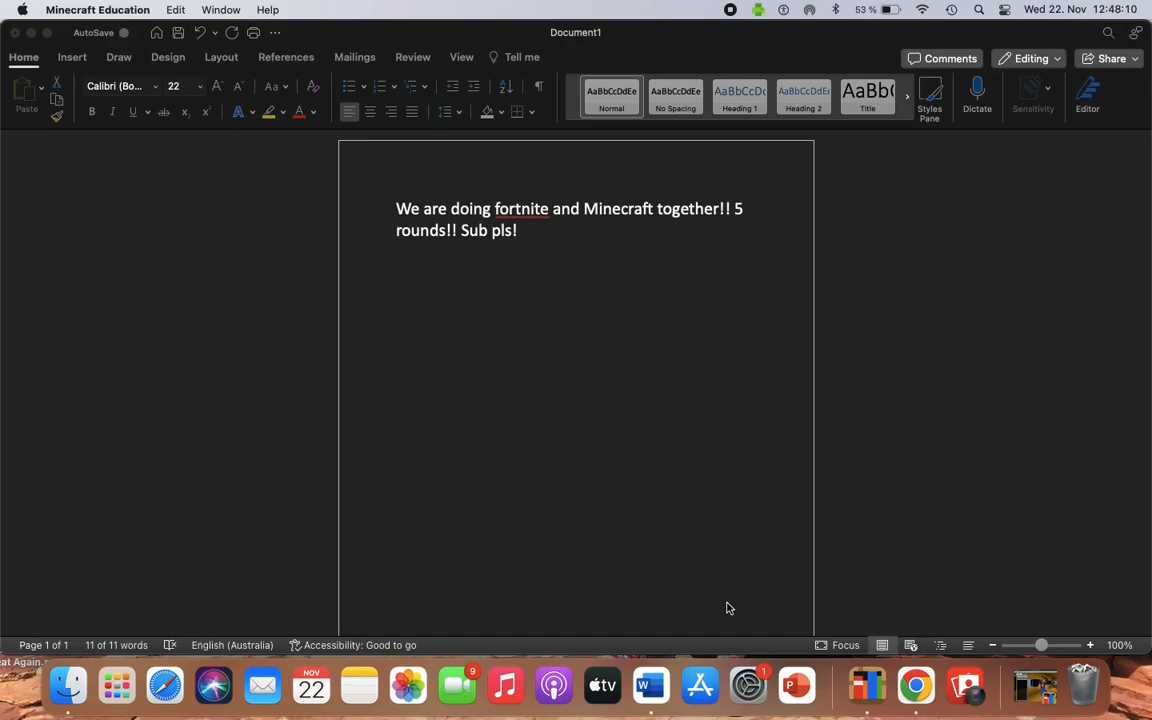 Minecraft Education Edit Window Help 53 % Wed 22. Nov 12:48:10
AutoSave Document1
Home Insert Draw Design Layout References Mailings Review View Tell me Comments Editing Share
Paste Calibri (Bo... 22 Aa
AaBbCcDdEe Normal
AaBbCcDdEe No Spacing
AaBbCcDc Heading 1
AaBbCcDdEe Heading 2
AaBb( Title
Styles Pane
Dictate
Sensitivity
Editor
We are doing fortnite and Minecraft together!! 5
rounds!! Sub pls!
Page 1 of 1 11 of 11 words English (Australia) Accessibility: Good to go Focus 100%
eat Again.
NOV
22
9
tv
W
1
P